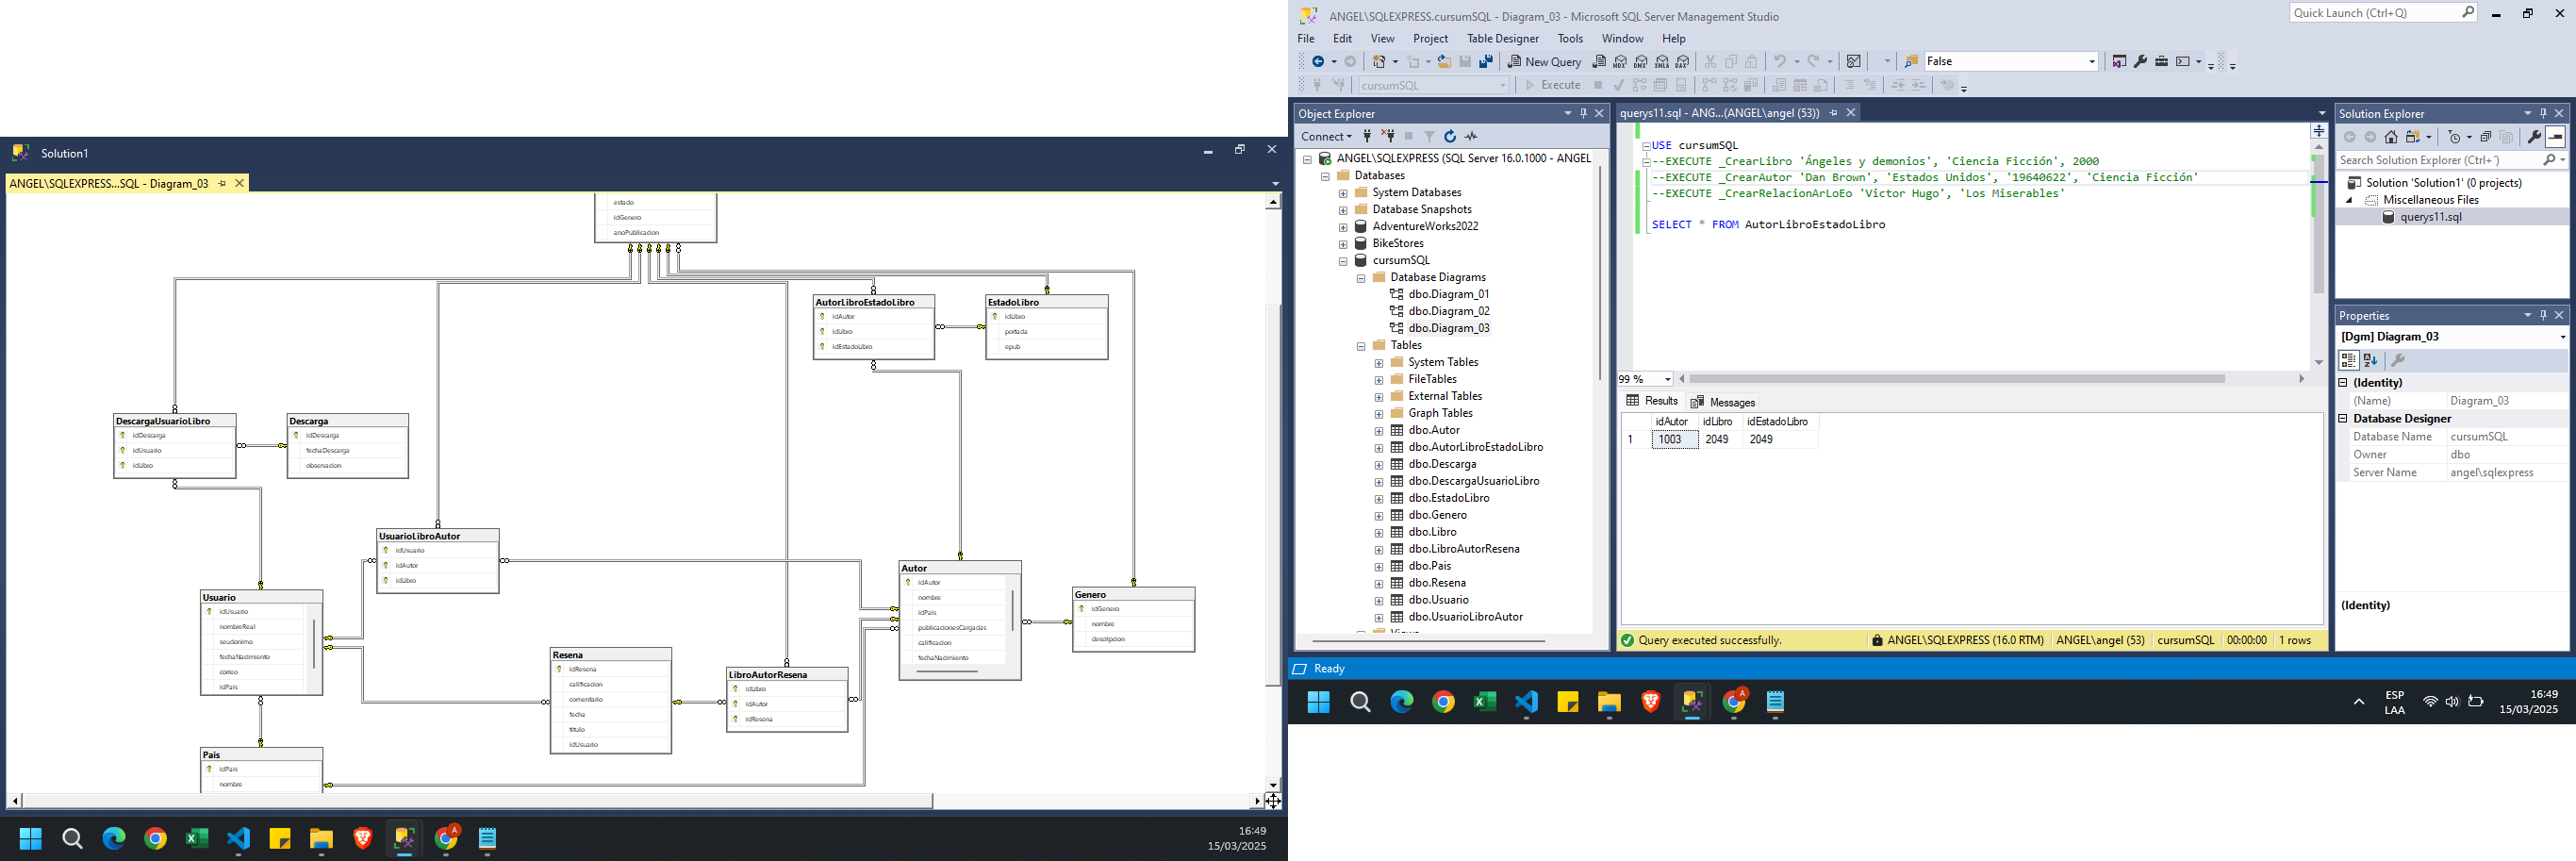 Solution1
ANGEL\SQLEXPRESS...SQL - Diagram_03
estado
idGenero
anoPublicacion
AutorLibroEstadoLibro
idAutor
idLibro
idEstadoLibro
EstadoLibro
idLibro
portada
epub
DescargaUsuarioLibro
idDescarga
idUsuario
idLibro
Descarga
idDescarga
fechaDescarga
observacion
UsuarioLibroAutor
idUsuario
idAutor
idLibro
Autor
idAutor
nombre
idPais
publicacionesCargadas
calificacion
fechaNacimiento
Genero
idGenero
nombre
descripcion
Usuario
idUsuario
nombreReal
seudonimo
fechaNacimiento
correo
idPais
Resena
idResena
calificacion
comentario
fecha
titulo
idUsuario
LibroAutorResena
idLibro
idAutor
idResena
Pais
idPais
nombre
16:49
15/03/2025
ANGEL\SQLEXPRESS.cursumSQL - Diagram_03 - Microsoft SQL Server Management Studio
Quick Launch (Ctrl+Q)
File Edit View Project Table Designer Tools Window Help
New Query
MDX DMX XMLA DAX
False
cursumSQL
Execute
Object Explorer
Connect
ANGEL\SQLEXPRESS (SQL Server 16.0.1000 - ANGEL
Databases
System Databases
Database Snapshots
AdventureWorks2022
BikeStores
cursumSQL
Database Diagrams
dbo.Diagram_01
dbo.Diagram_02
dbo.Diagram_03
Tables
System Tables
FileTables
External Tables
Graph Tables
dbo.Autor
dbo.AutorLibroEstadoLibro
dbo.Descarga
dbo.DescargaUsuarioLibro
dbo.EstadoLibro
dbo.Genero
dbo.Libro
dbo.LibroAutorResena
dbo.Pais
dbo.Resena
dbo.Usuario
dbo.UsuarioLibroAutor
Views
querys11.sql - ANG...(ANGEL\angel (53))
USE cursumSQL
--EXECUTE _CrearLibro 'Ángeles y demonios', 'Ciencia Ficción', 2000
--EXECUTE _CrearAutor 'Dan Brown', 'Estados Unidos', '19640622', 'Ciencia Ficción'
--EXECUTE _CrearRelacionArLoEo 'Victor Hugo', 'Los Miserables'
SELECT * FROM AutorLibroEstadoLibro
99 %
Results Messages
idAutor idLibro idEstadoLibro
1 1003 2049 2049
Query executed successfully.
ANGEL\SQLEXPRESS (16.0 RTM) ANGEL\angel (53) cursumSQL 00:00:00 1 rows
Solution Explorer
Search Solution Explorer (Ctrl+¨)
Solution 'Solution1' (0 projects)
Miscellaneous Files
querys11.sql
Properties
[Dgm] Diagram_03
(Identity)
(Name) Diagram_03
Database Designer
Database Name cursumSQL
Owner dbo
Server Name angel\sqlexpress
(Identity)
Ready
ESP
LAA
16:49
15/03/2025